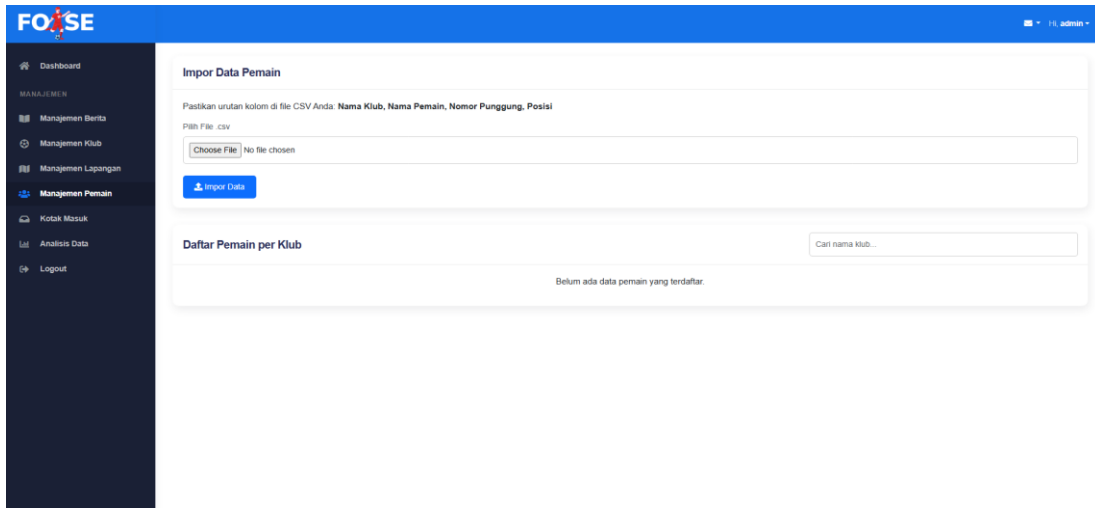 FOSE
Hi, admin
Dashboard
MANAJEMEN
Manajemen Berita
Manajemen Klub
Manajemen Lapangan
Manajemen Pemain
Kotak Masuk
Analisis Data
Logout
Impor Data Pemain
Pastikan urutan kolom di file CSV Anda: Nama Klub, Nama Pemain, Nomor Punggung, Posisi
Pilih File .csv
Choose File No file chosen
Impor Data
Daftar Pemain per Klub
Cari nama klub...
Belum ada data pemain yang terdaftar.